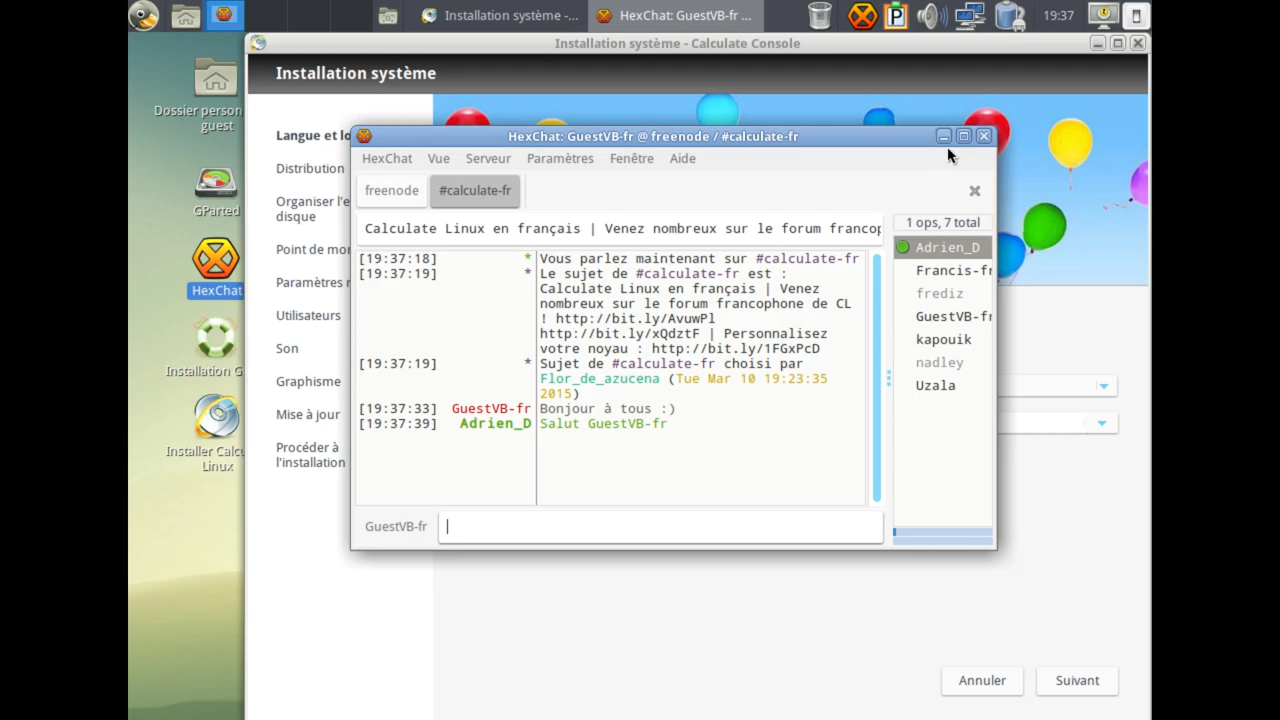 Installation système -...
HexChat: GuestVB-fr ...
19:37
Installation système - Calculate Console
Installation système
Dossier person
guest
GParted
HexChat
Installation G
Installer Calc
Linux
Langue et lo
Distribution
Organiser l'e
disque
Point de mo
Paramètres r
Utilisateurs
Son
Graphisme
Mise à jour
Procéder à
l'installation
HexChat: GuestVB-fr @ freenode / #calculate-fr
HexChat Vue Serveur Paramètres Fenêtre Aide
freenode #calculate-fr
Calculate Linux en français | Venez nombreux sur le forum francop
1 ops, 7 total
[19:37:18] * Vous parlez maintenant sur #calculate-fr
[19:37:19] * Le sujet de #calculate-fr est :
Calculate Linux en français | Venez
nombreux sur le forum francophone de CL
! http://bit.ly/AvuwPl
http://bit.ly/xQdztF | Personnalisez
votre noyau : http://bit.ly/1FGxPcD
[19:37:19] * Sujet de #calculate-fr choisi par
Flor_de_azucena (Tue Mar 10 19:23:35
2015)
[19:37:33] GuestVB-fr Bonjour à tous :)
[19:37:39] Adrien_D Salut GuestVB-fr
Adrien_D
Francis-fr
frediz
GuestVB-fr
kapouik
nadley
Uzala
GuestVB-fr
Annuler Suivant